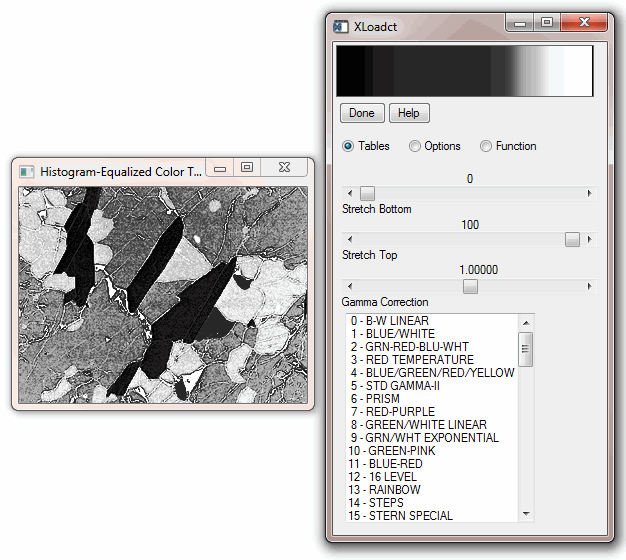 XLoadct
Done Help
Tables Options Function
0
Stretch Bottom
100
Stretch Top
1.00000
Gamma Correction
0 - B-W LINEAR
1 - BLUE/WHITE
2 - GRN-RED-BLU-WHT
3 - RED TEMPERATURE
4 - BLUE/GREEN/RED/YELLOW
5 - STD GAMMA-II
6 - PRISM
7 - RED-PURPLE
8 - GREEN/WHITE LINEAR
9 - GRN/WHT EXPONENTIAL
10 - GREEN-PINK
11 - BLUE-RED
12 - 16 LEVEL
13 - RAINBOW
14 - STEPS
15 - STERN SPECIAL
Histogram-Equalized Color T...